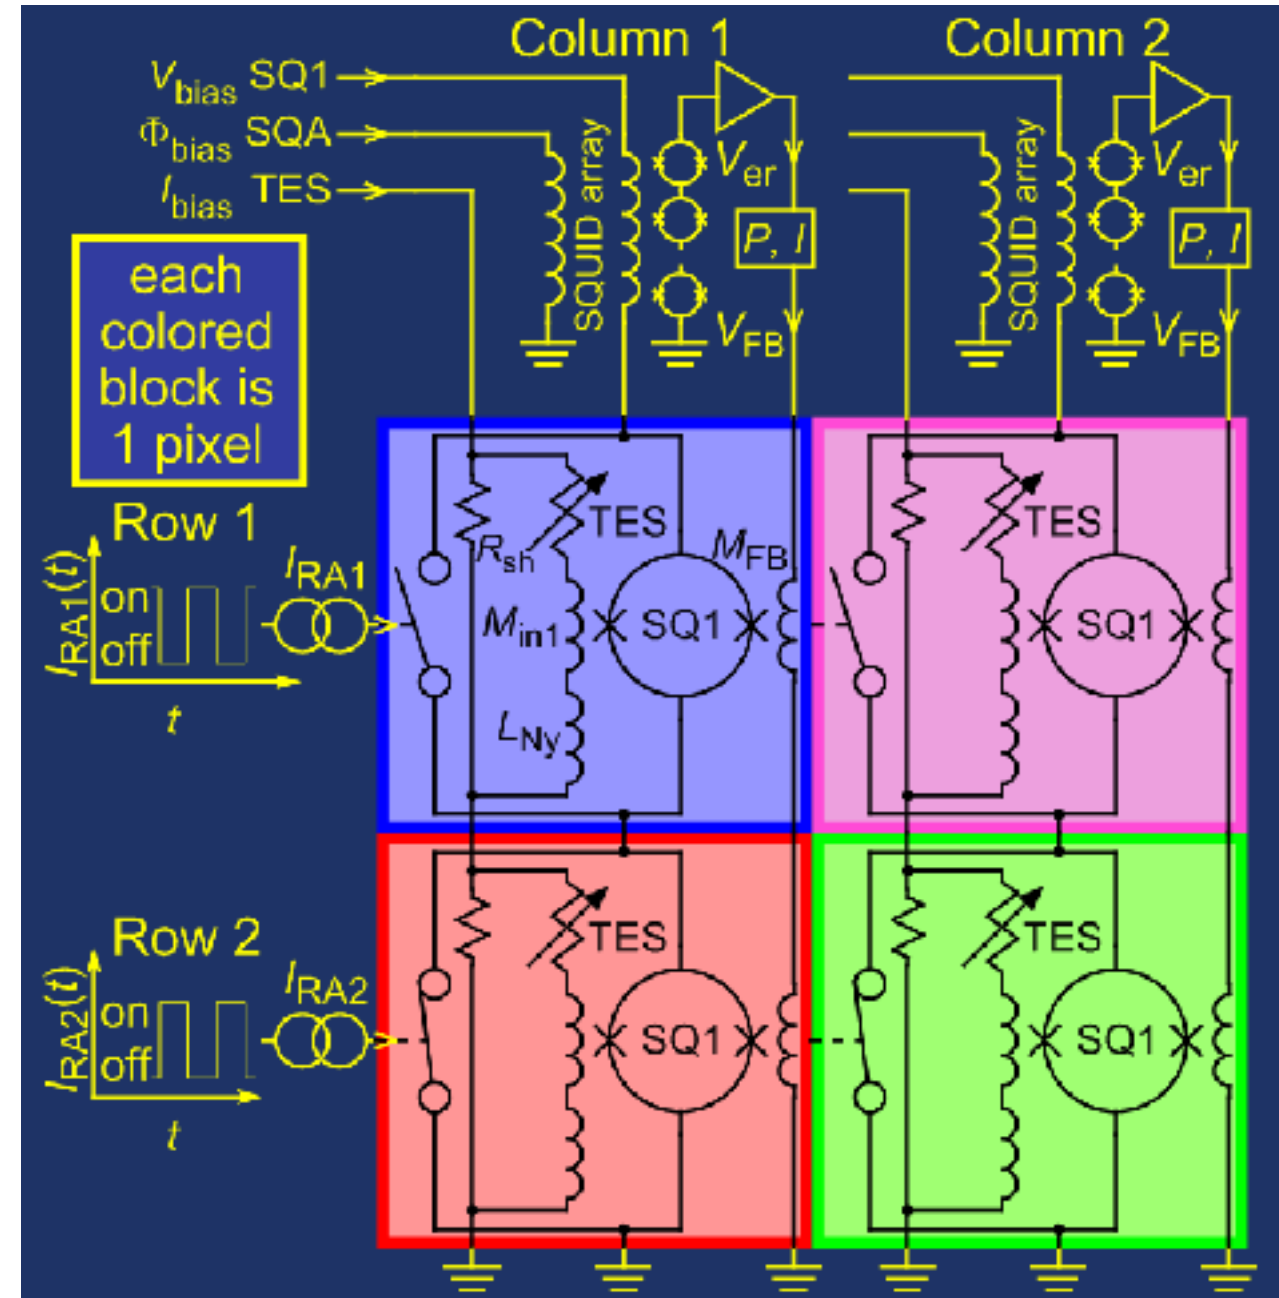 Column 1
Column 2
Vbias SQ1
Φbias SQA
Ibias TES
SQUID array
Ver
P, I
VFB
SQUID array
Ver
P, I
VFB
each
colored
block is
1 pixel
Row 1
IRA1(t)
on
off
t
IRA1
Rsh
TES
MFB
Min1
SQ1
LNy
TES
SQ1
Row 2
IRA2(t)
on
off
t
IRA2
TES
SQ1
TES
SQ1